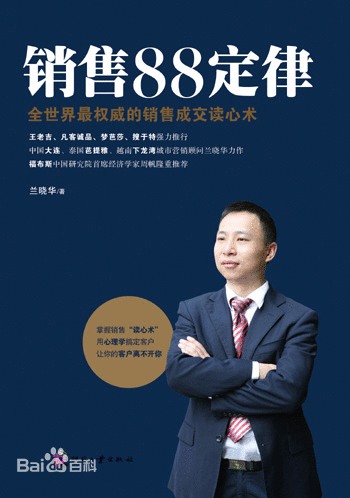 销售88定律
全世界最权威的销售成交读心术
王老吉、凡客诚品、梦芭莎、搜于特强力推行
中国大连、泰国芭提雅、越南下龙湾城市营销顾问兰晓华力作
福布斯中国研究院首席经济学家周帆隆重推荐
兰晓华/著
掌握销售“读心术”
用心理学搞定客户
让你的客户离不开你
Bai百科
出版社